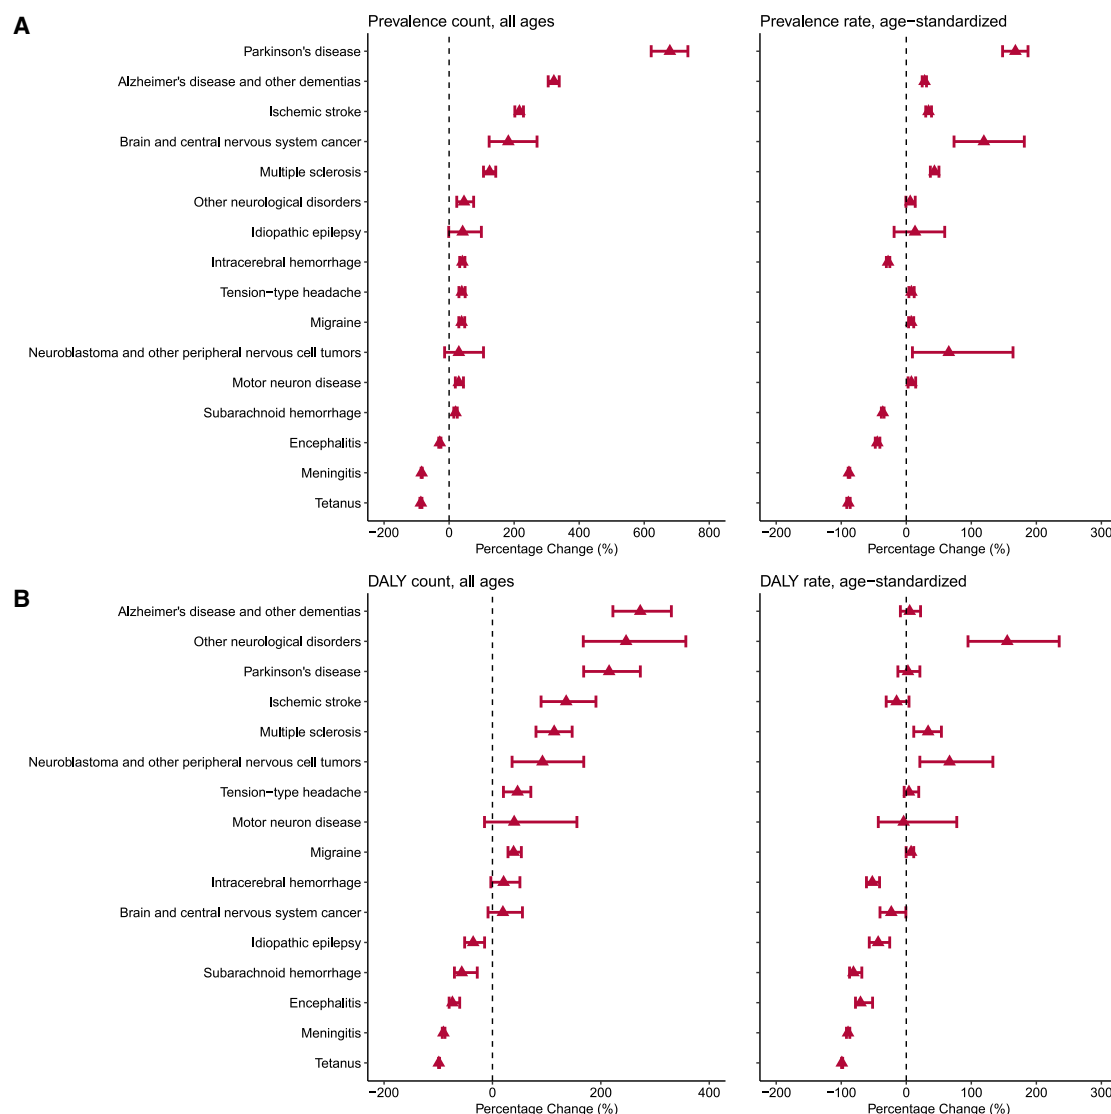 A
Prevalence count, all ages
Prevalence rate, age−standardized
Parkinson's disease
Alzheimer's disease and other dementias
Ischemic stroke
Brain and central nervous system cancer
Multiple sclerosis
Other neurological disorders
Idiopathic epilepsy
Intracerebral hemorrhage
Tension−type headache
Migraine
Neuroblastoma and other peripheral nervous cell tumors
Motor neuron disease
Subarachnoid hemorrhage
Encephalitis
Meningitis
Tetanus
−200 0 200 400 600 800
−200 −100 0 100 200 300
Percentage Change (%)
Percentage Change (%)
B
DALY count, all ages
DALY rate, age−standardized
Alzheimer's disease and other dementias
Other neurological disorders
Parkinson's disease
Ischemic stroke
Multiple sclerosis
Neuroblastoma and other peripheral nervous cell tumors
Tension−type headache
Motor neuron disease
Migraine
Intracerebral hemorrhage
Brain and central nervous system cancer
Idiopathic epilepsy
Subarachnoid hemorrhage
Encephalitis
Meningitis
Tetanus
−200 0 200 400
−200 −100 0 100 200 300
Percentage Change (%)
Percentage Change (%)